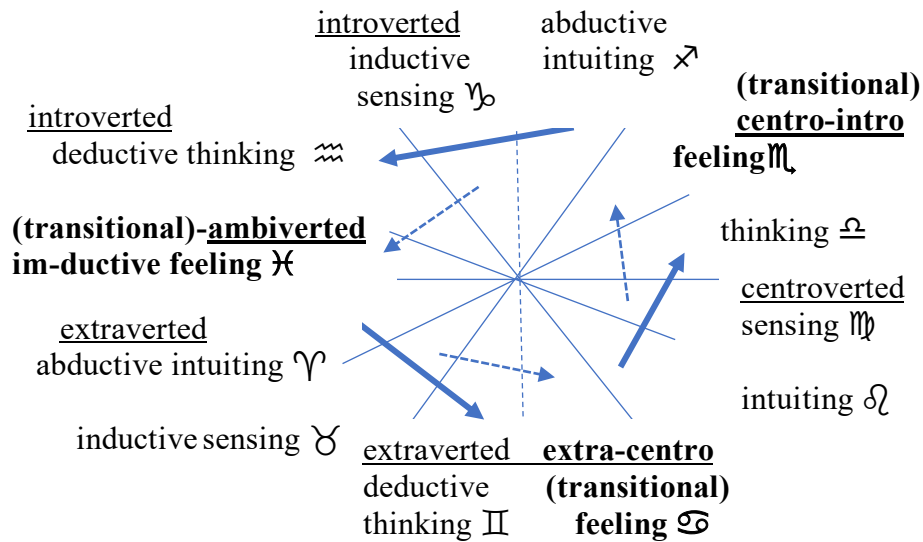 introverted
inductive
sensing ♑
abductive
intuiting ♐
(transitional)
centro-intro
feeling♏
introverted
deductive thinking ♒
(transitional)-ambiverted
im-ductive feeling ♓
thinking ♎
centroverted
sensing ♍
extraverted
abductive intuiting ♈
intuiting ♌
inductive sensing ♉
extraverted
deductive
thinking ♊
extra-centro
(transitional)
feeling ♋